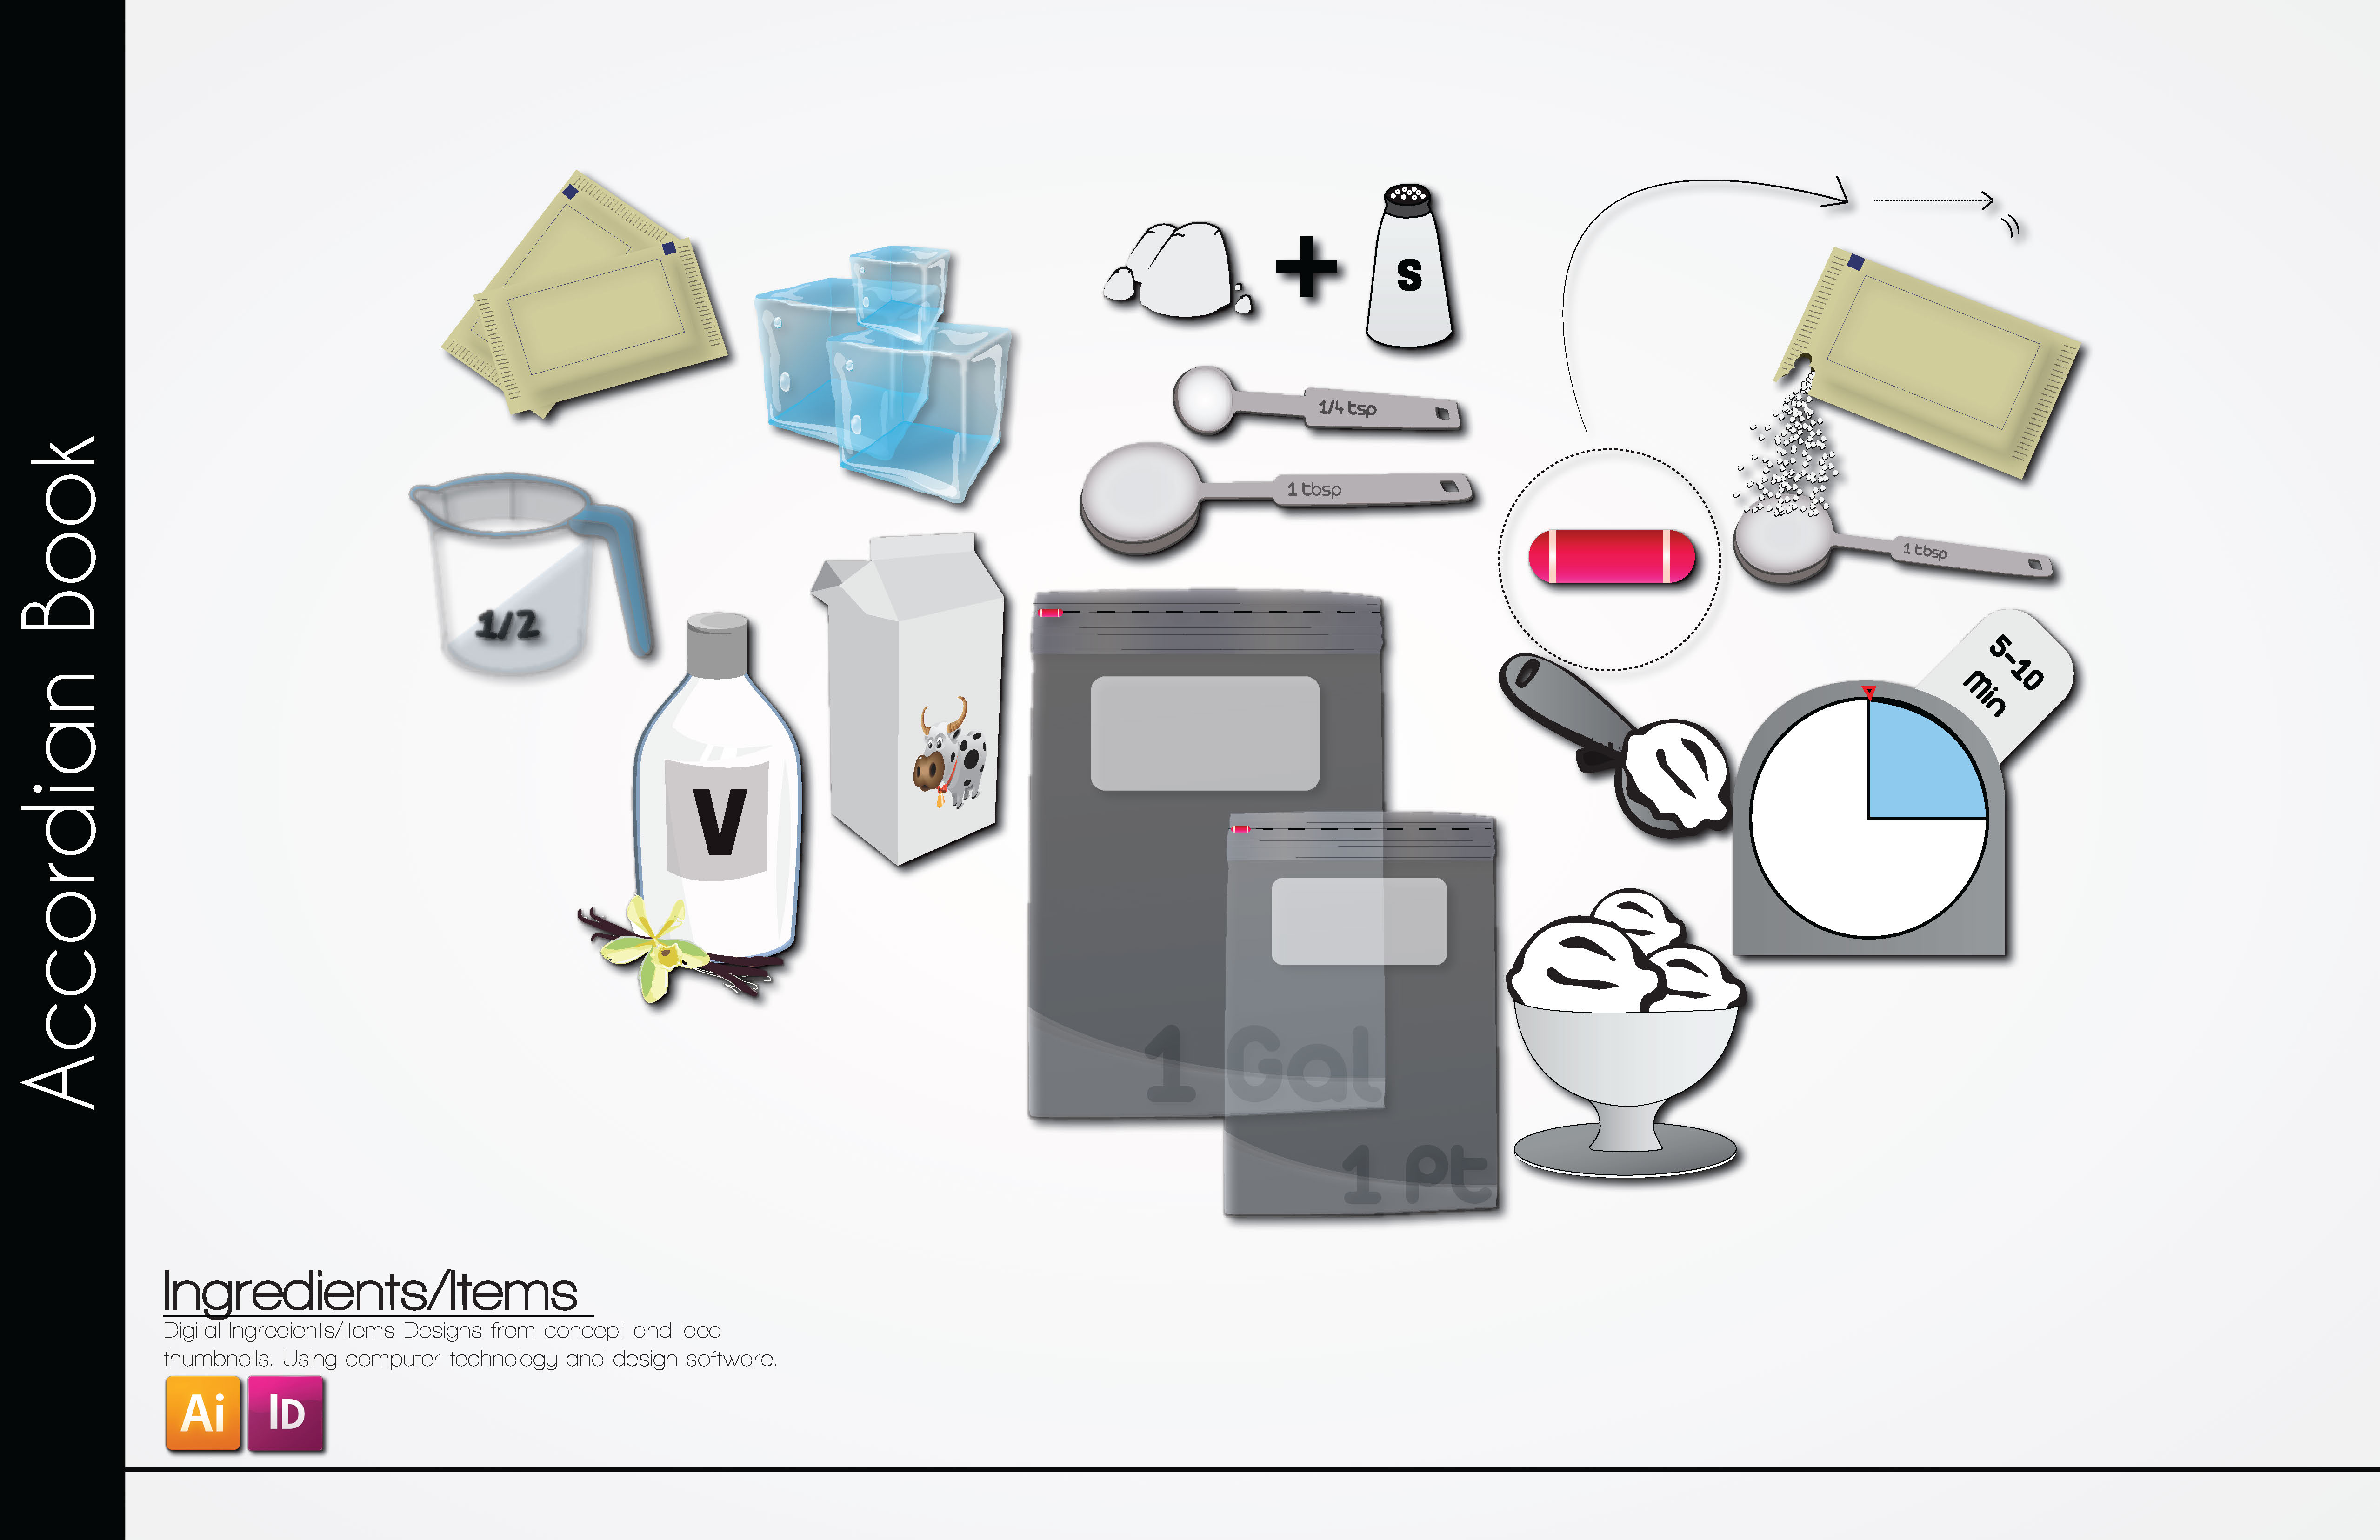 Accordian Book
S
1/4 tsp
1 tbsp
1 tbsp
1/2
5-10
Min
V
1 Gal
1 Pt
Ingredients/Items
Digital Ingredients/Items Designs from concept and idea
thumbnails. Using computer technology and design software.
Ai
ID